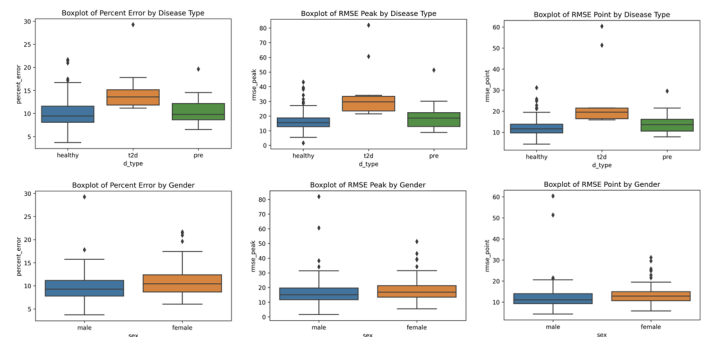 Boxplot of Percent Error by Disease Type
percent_error
30
25
20
15
10
5
healthy
t2d
pre
d_type
Boxplot of RMSE Peak by Disease Type
rmse_peak
80
60
40
30
20
10
0
healthy
t2d
pre
d_type
Boxplot of RMSE Point by Disease Type
rmse_point
60
50
40
30
20
10
healthy
t2d
pre
d_type
Boxplot of Percent Error by Gender
percent_error
30
25
20
15
10
5
male
female
sex
Boxplot of RMSE Peak by Gender
rmse_peak
80
70
60
50
40
30
20
10
0
male
female
Boxplot of RMSE Point by Gender
rmse_point
60
50
40
30
20
10
male
female
sex